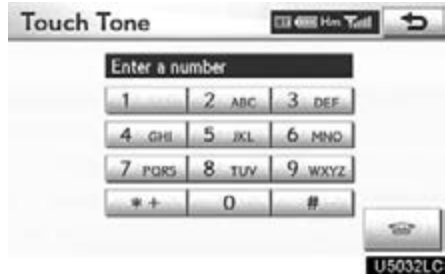 Touch Tone
Hm
Enter a number
1 2 ABC 3 DEF
4 GHI 5 JKL 6 MNO
7 PQRS 8 TUV 9 WXYZ
* + 0 #
U5032LC